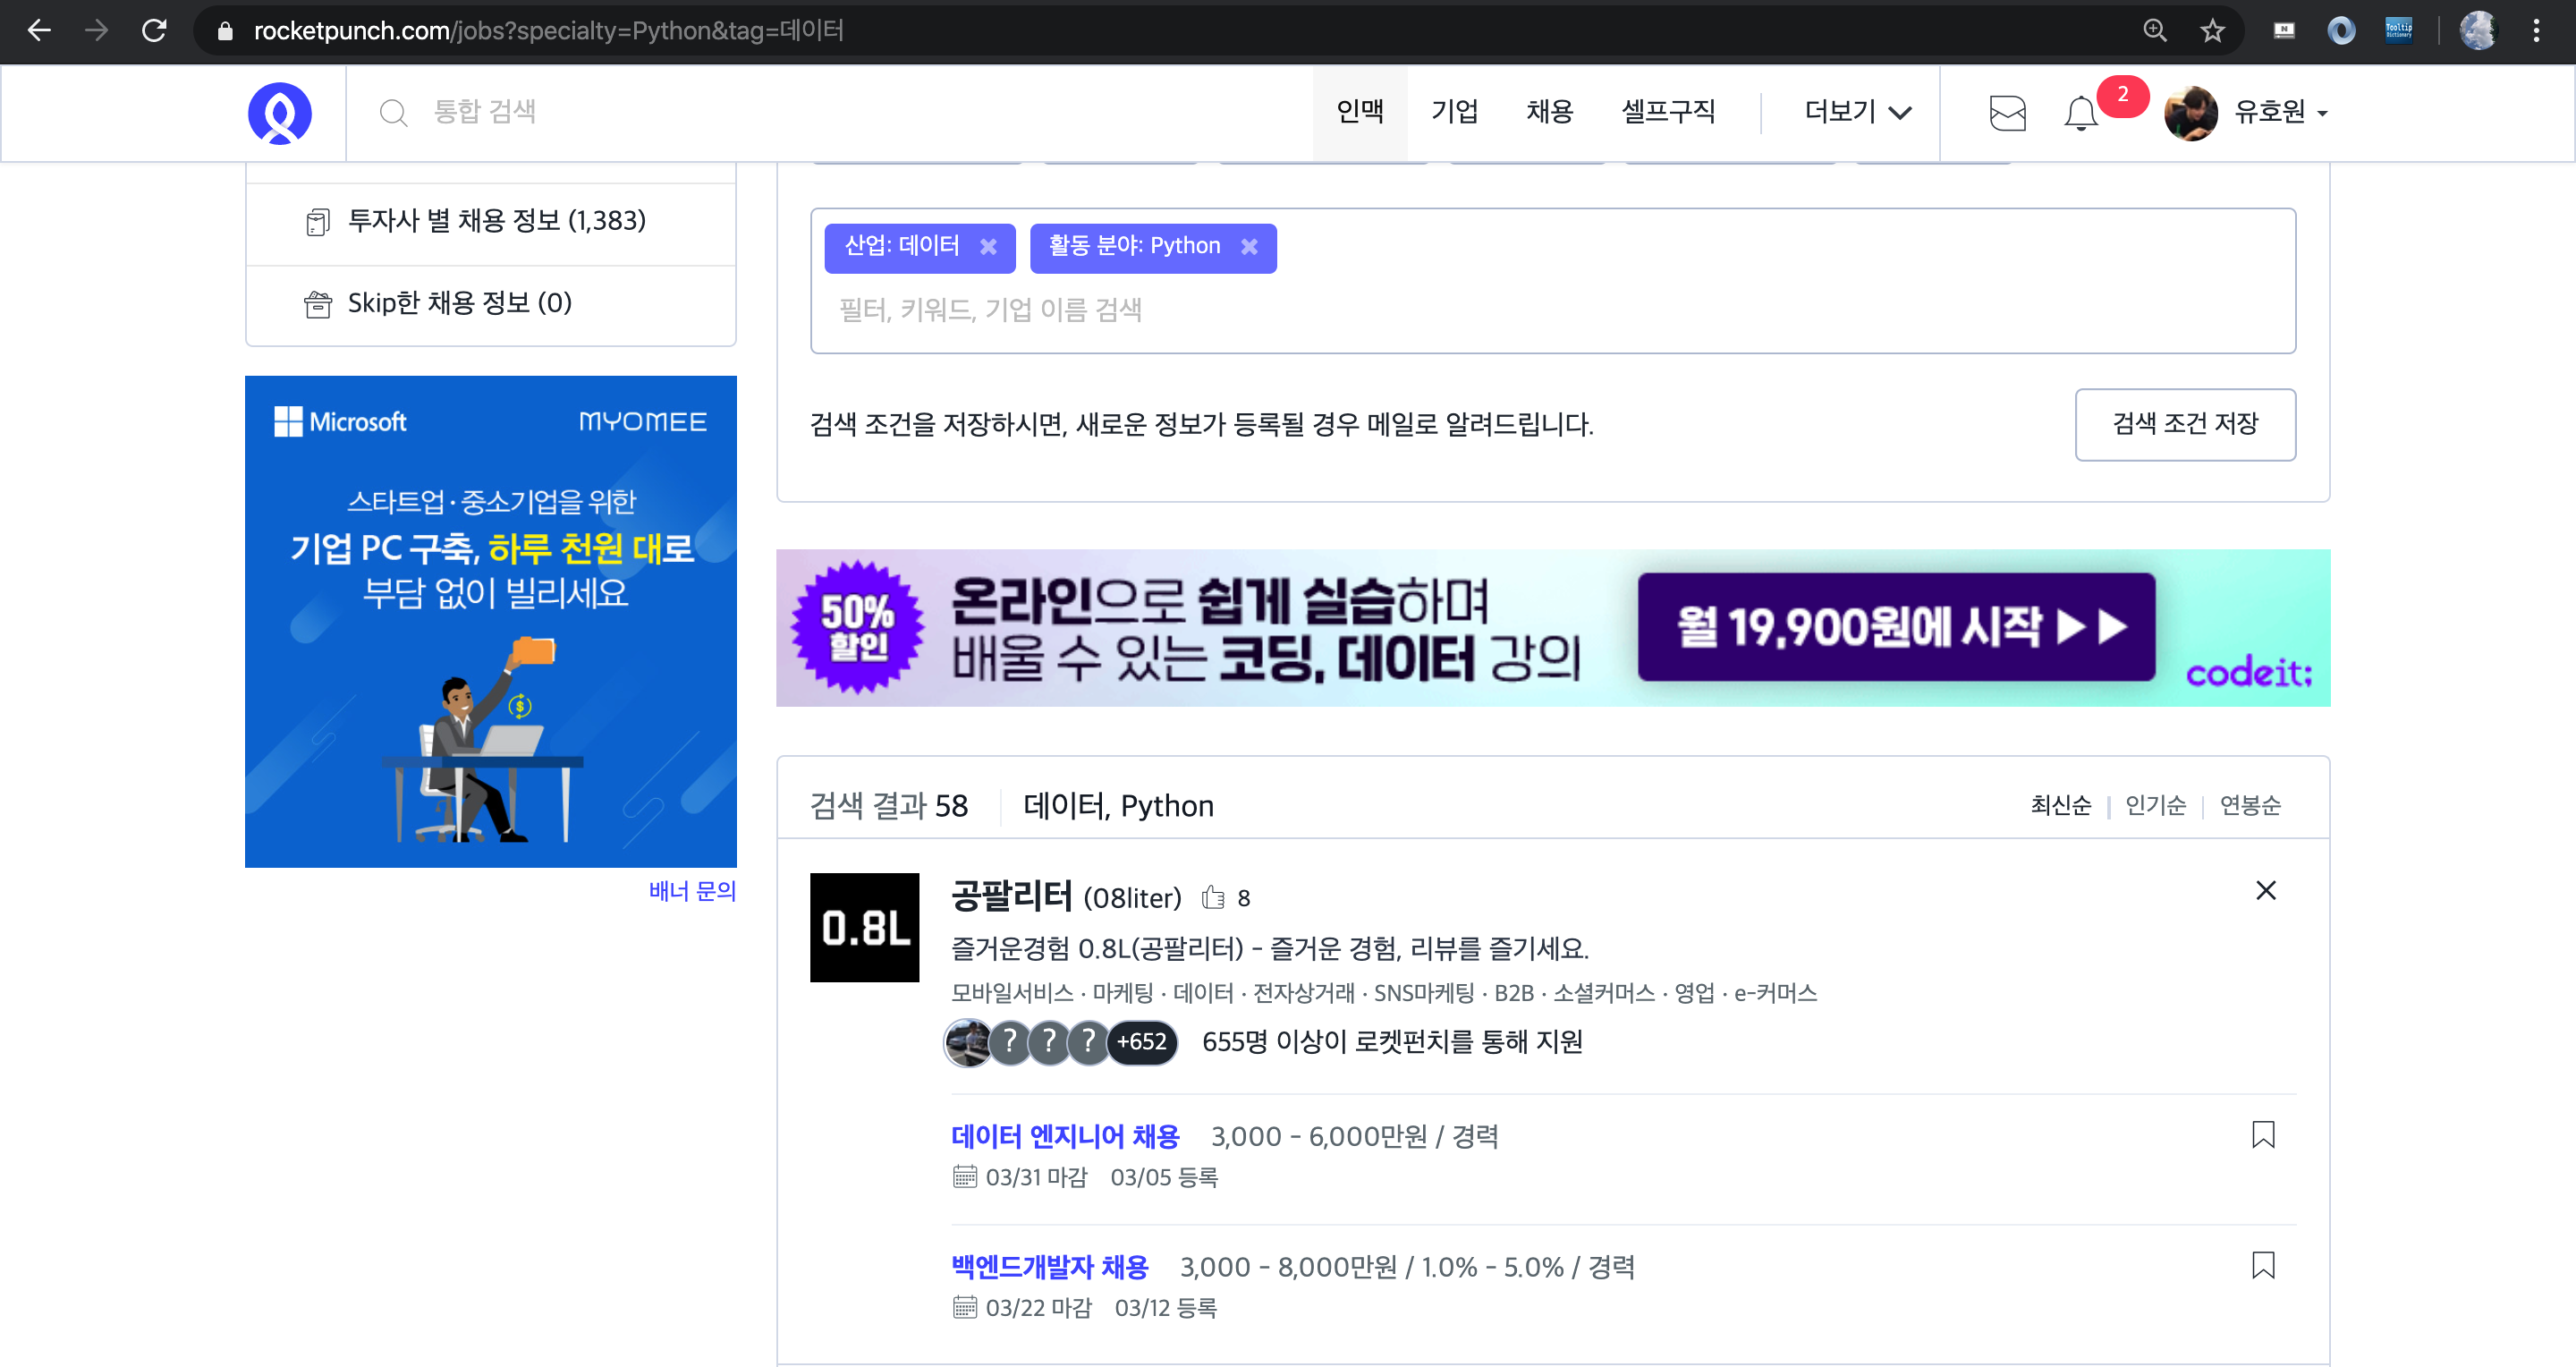 rocketpunch.com/jobs?specialty=Python&tag=데이터
통합 검색
인맥
기업
채용
셀프구직
더보기
2
유호원
투자사 별 채용 정보 (1,383)
Skip한 채용 정보 (0)
산업: 데이터
활동 분야: Python
필터, 키워드, 기업 이름 검색
검색 조건을 저장하시면, 새로운 정보가 등록될 경우 메일로 알려드립니다.
검색 조건 저장
Microsoft
MYOMEE
스타트업·중소기업을 위한
기업 PC 구축, 하루 천원 대로
부담 없이 빌리세요
배너 문의
50%
할인
온라인으로 쉽게 실습하며
배울 수 있는 코딩, 데이터 강의
월 19,900원에 시작 ▶▶
codeit:
검색 결과 58
데이터, Python
최신순 | 인기순 | 연봉순
0.8L
공팔리터 (08liter) 8
즐거운경험 0.8L(공팔리터) - 즐거운 경험, 리뷰를 즐기세요.
모바일서비스 · 마케팅 · 데이터 · 전자상거래 · SNS마케팅 · B2B · 소셜커머스 · 영업 · e-커머스
? ? ? +652 655명 이상이 로켓펀치를 통해 지원
데이터 엔지니어 채용 3,000 - 6,000만원 / 경력
03/31 마감 03/05 등록
백엔드개발자 채용 3,000 - 8,000만원 / 1.0% - 5.0% / 경력
03/22 마감 03/12 등록